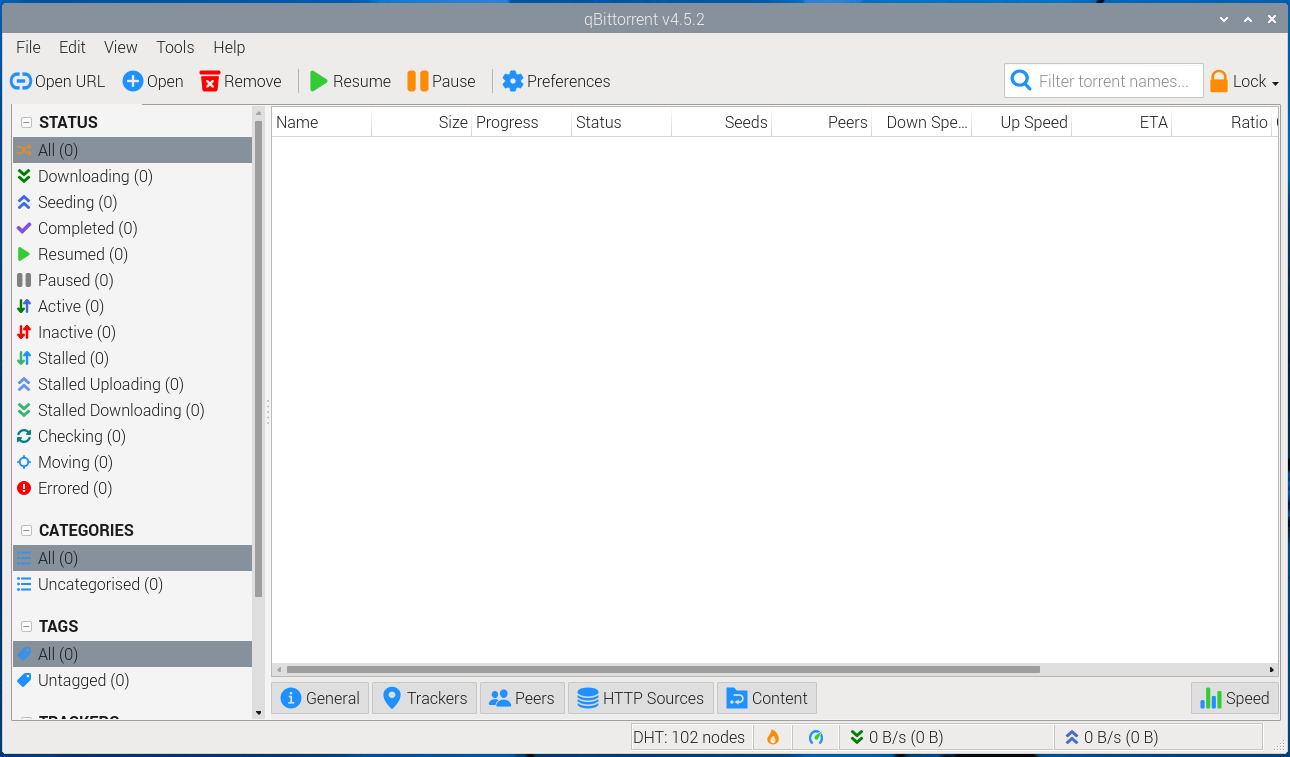 qBittorrent v4.5.2
File Edit View Tools Help
Open URL Open Remove Resume Pause Preferences Filter torrent names... Lock
STATUS
All (0)
Downloading (0)
Seeding (0)
Completed (0)
Resumed (0)
Paused (0)
Active (0)
Inactive (0)
Stalled (0)
Stalled Uploading (0)
Stalled Downloading (0)
Checking (0)
Moving (0)
Errored (0)
CATEGORIES
All (0)
Uncategorised (0)
TAGS
All (0)
Untagged (0)
TRACKERS
Name Size Progress Status Seeds Peers Down Spe... Up Speed ETA Ratio
General Trackers Peers HTTP Sources Content Speed
DHT: 102 nodes 0 B/s (0 B) 0 B/s (0 B)